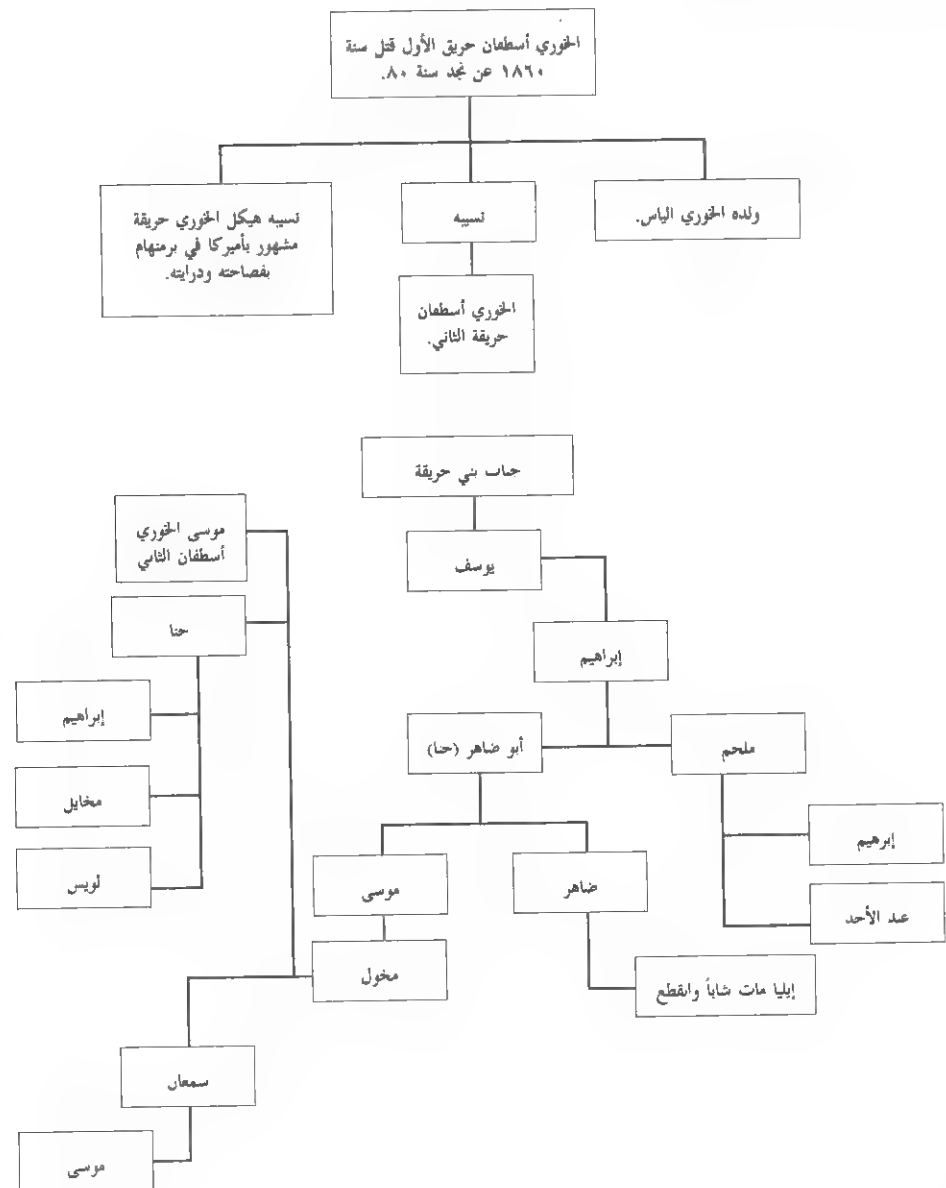 الخوري أسطفان حريق الأول قتل سنة
١٨٦٠ عن نجد سنة ٨٠.
ولده الخوري الياس.
نسيبه
نسيبه هيكل الخوري حريقة
مشهور بأميركا في برمنهام
بفصاحته ودرايته.
الخوري أسطفان
حريقة الثاني.
حباب بني حريقة
يوسف
إبراهيم
ملحم
أبو ضاهر (حنا)
إبرهيم
عبد الأحد
ضاهر
موسى
إيليا مات شاباً وانقطع
مخول
موسى الخوري
أسطفان الثاني
حنا
إبراهيم
مخايل
لويس
سمعان
موسى